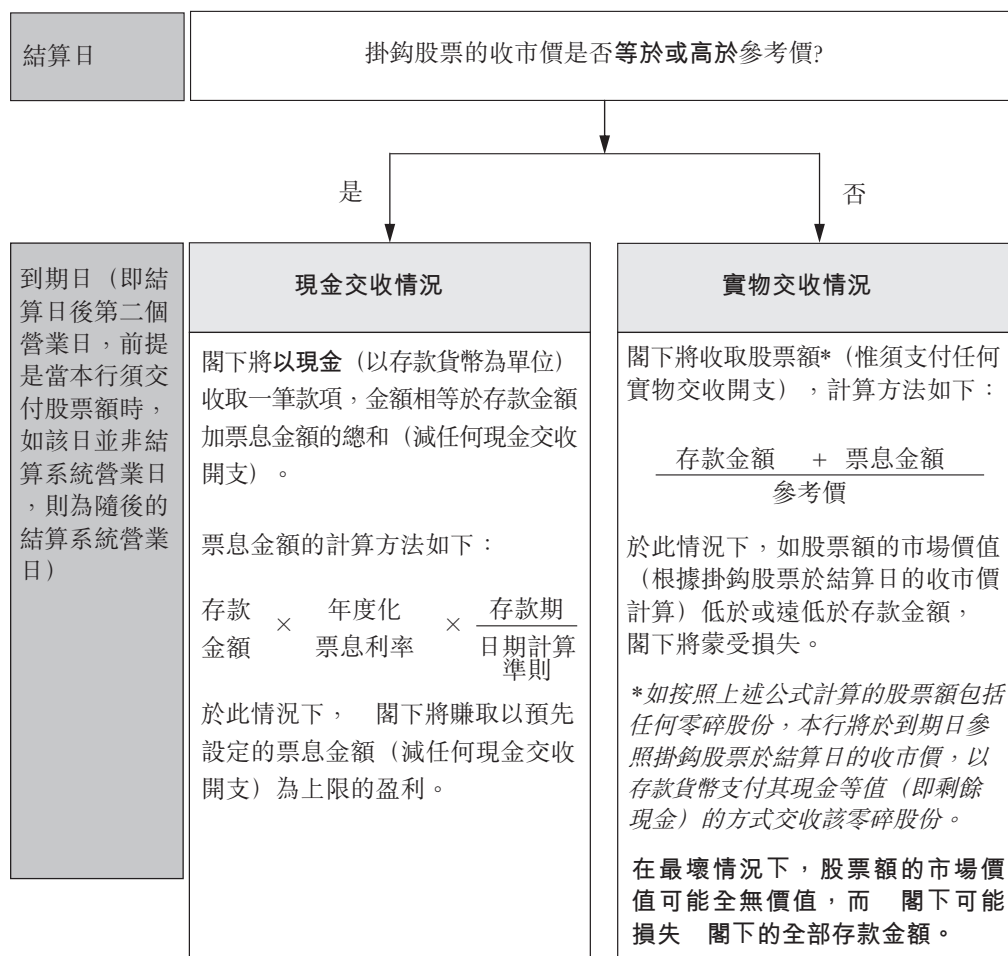 結算日
掛鈎股票的收市價是否等於或高於參考價?
是
否
到期日（即結
算日後第二個
營業日，前提
是當本行須交
付股票額時，
如該日並非結
算系統營業日
，則為隨後的
結算系統營業
日）
現金交收情況
閣下將以現金（以存款貨幣為單位）
收取一筆款項，金額相等於存款金額
加票息金額的總和（減任何現金交收
開支）。
票息金額的計算方法如下：
存款
金額
×
年度化
票息利率
×
存款期
日期計算
準則
於此情況下， 閣下將賺取以預先
設定的票息金額（減任何現金交收
開支）為上限的盈利。
實物交收情況
閣下將收取股票額*（惟須支付任何
實物交收開支），計算方法如下：
存款金額 + 票息金額
參考價
於此情況下，如股票額的市場價值
（根據掛鈎股票於結算日的收市價
計算）低於或遠低於存款金額，
閣下將蒙受損失。
*如按照上述公式計算的股票額包括
任何零碎股份，本行將於到期日參
照掛鈎股票於結算日的收市價，以
存款貨幣支付其現金等值（即剩餘
現金）的方式交收該零碎股份。
在最壞情況下，股票額的市場價
值可能全無價值，而 閣下可能
損失 閣下的全部存款金額。